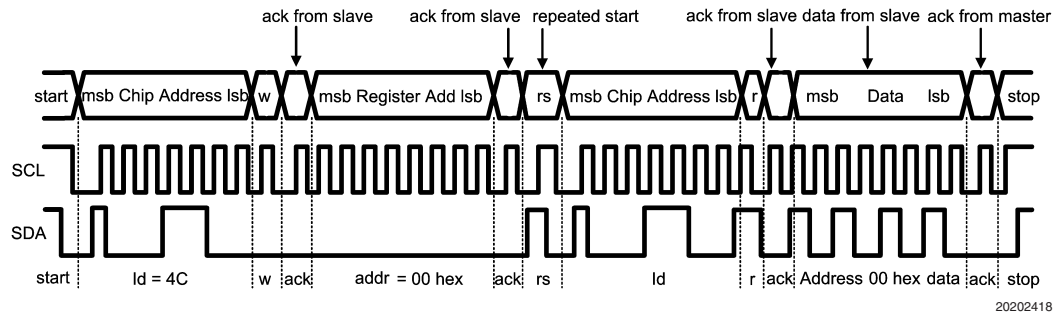 ack from slave ack from slave repeated start ack from slave data from slave ack from master
start msb Chip Address lsb w msb Register Add lsb rs msb Chip Address lsb r msb Data lsb stop
SCL
SDA
start Id = 4C w ack addr = 00 hex ack rs Id r ack Address 00 hex data ack stop
20202418